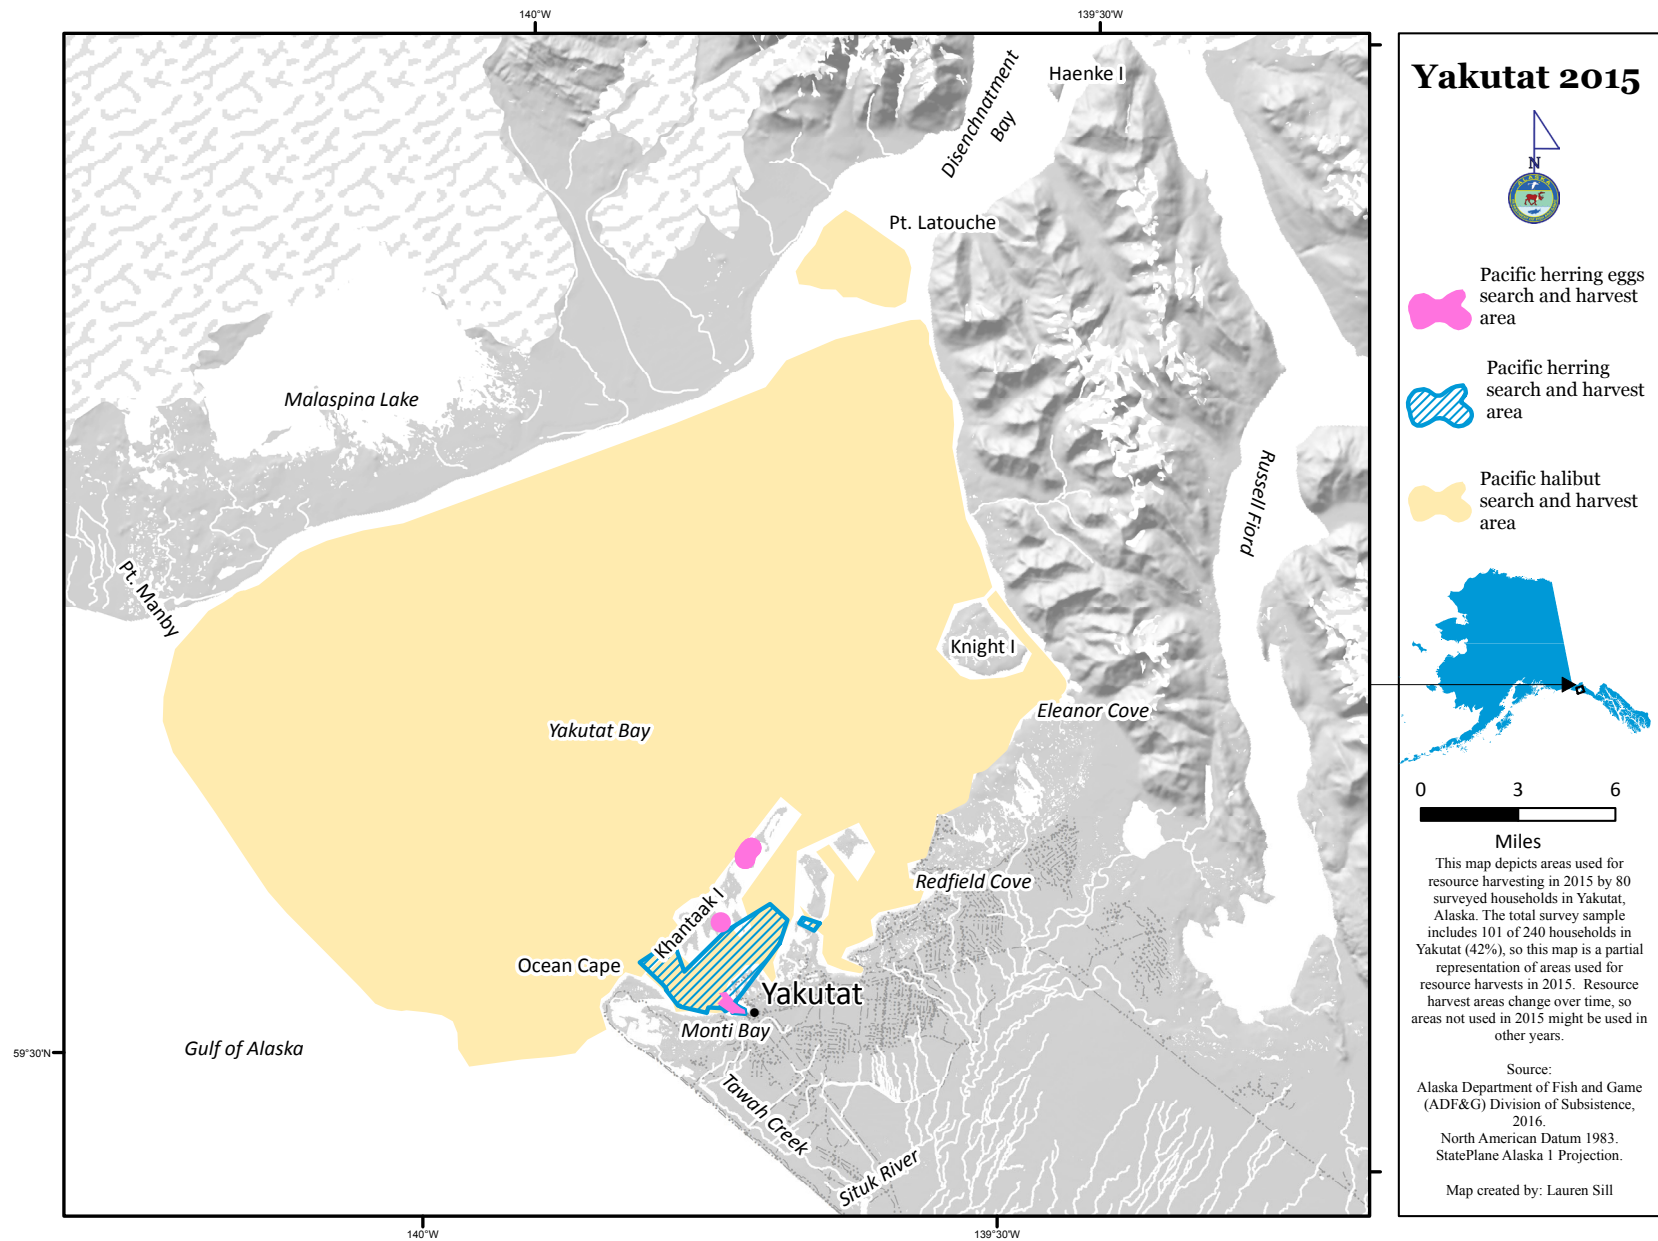 140°W
139°30'W
Haenke I
Disenchnatment
Bay
Pt. Latouche
Malaspina Lake
Russell Fiord
Pt. Manby
Knight I
Eleanor Cove
Yakutat Bay
Redfield Cove
Khantaak I
Ocean Cape
Yakutat
Monti Bay
Gulf of Alaska
59°30'N
Tawah Creek
Situk River
140°W
139°30'W
Yakutat 2015
N
ALASKA
Pacific herring eggs
search and harvest
area
Pacific herring
search and harvest
area
Pacific halibut
search and harvest
area
0 3 6
Miles
This map depicts areas used for
resource harvesting in 2015 by 80
surveyed households in Yakutat,
Alaska. The total survey sample
includes 101 of 240 households in
Yakutat (42%), so this map is a partial
representation of areas used for
resource harvests in 2015. Resource
harvest areas change over time, so
areas not used in 2015 might be used in
other years.
Source:
Alaska Department of Fish and Game
(ADF&G) Division of Subsistence,
2016.
North American Datum 1983.
StatePlane Alaska 1 Projection.
Map created by: Lauren Sill